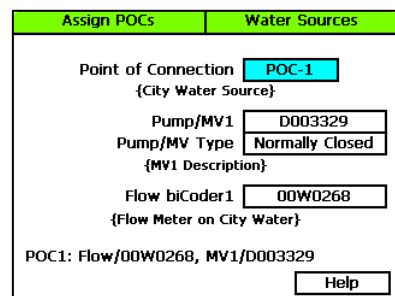 Assign POCs Water Sources
Point of Connection POC-1
{City Water Source}
Pump/MV1 D003329
Pump/MV Type Normally Closed
{MV1 Description}
Flow biCoder1 00W0268
{Flow Meter on City Water}
POC1: Flow/00W0268, MV1/D003329
Help